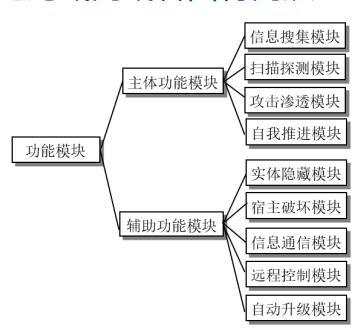 信息搜集模块
扫描探测模块
主体功能模块
攻击渗透模块
自我推进模块
功能模块
实体隐藏模块
宿主破坏模块
辅助功能模块
信息通信模块
远程控制模块
自动升级模块